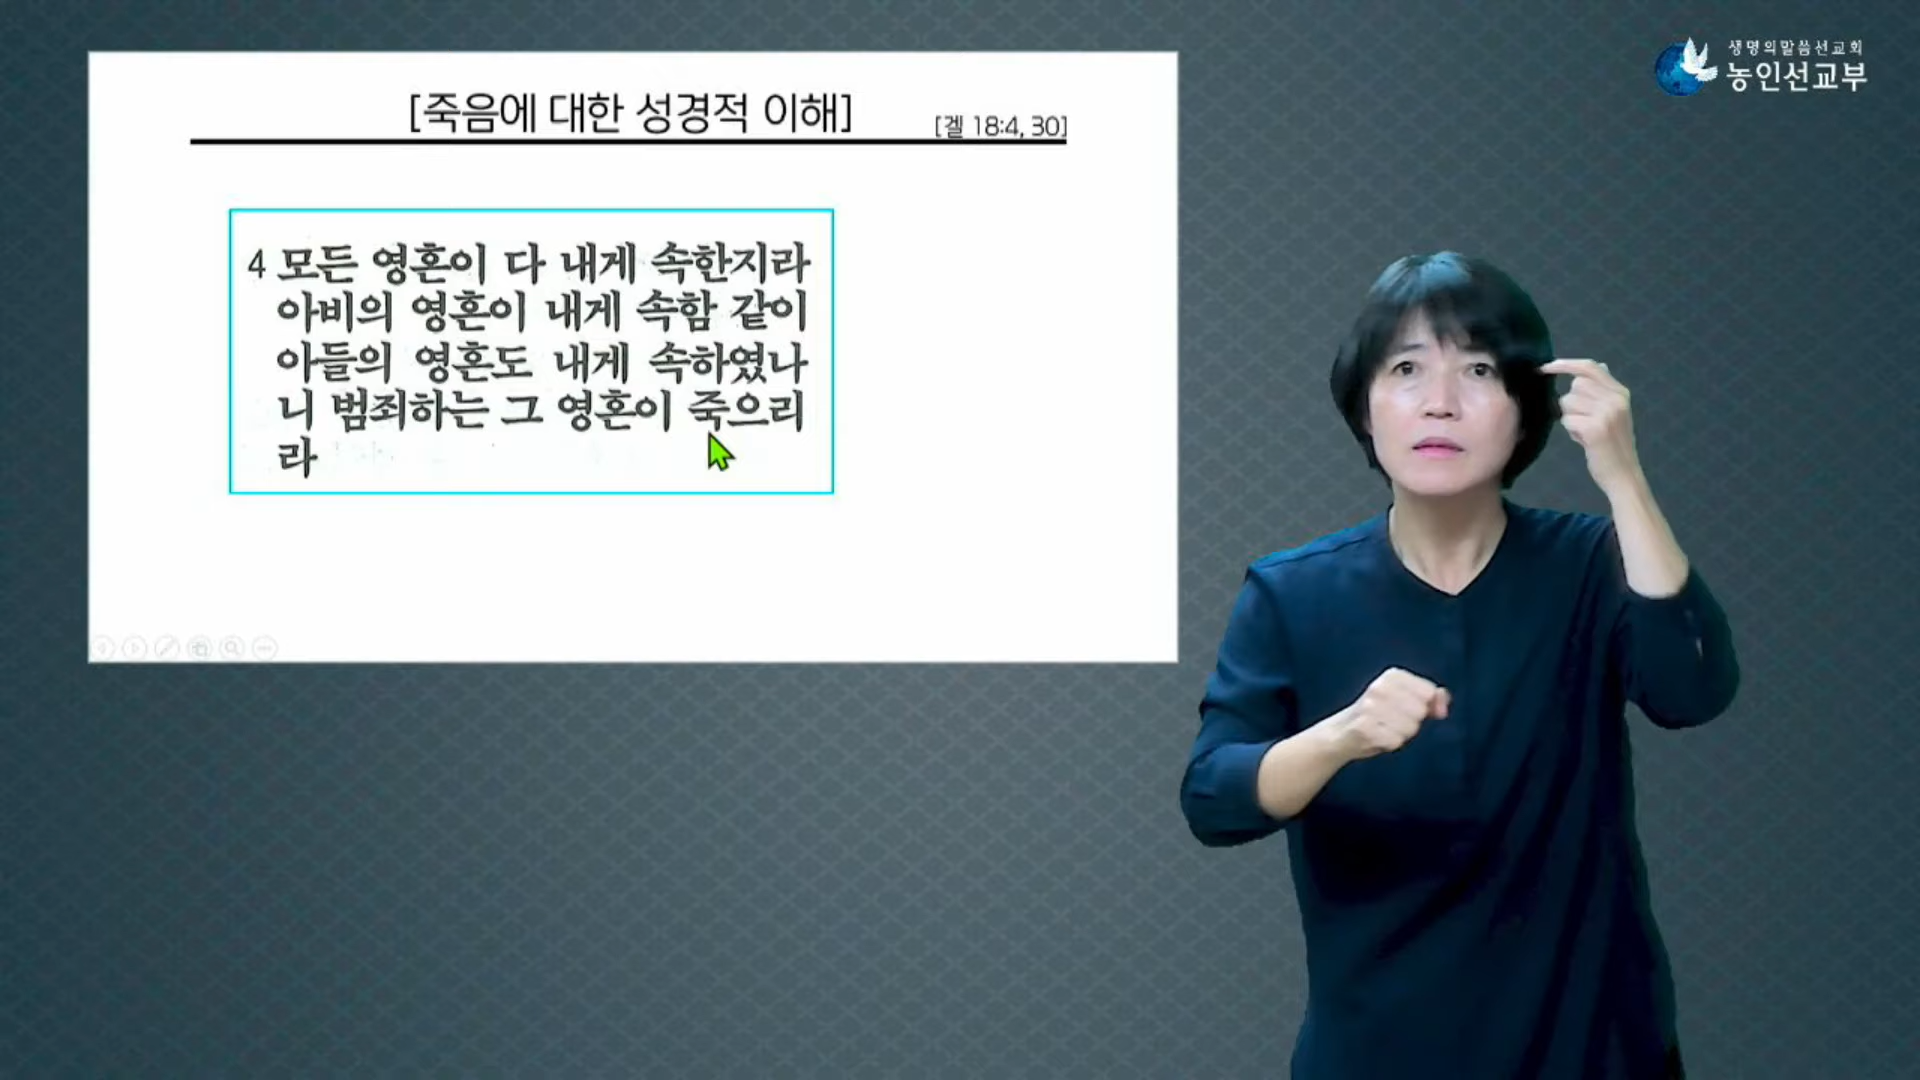 [죽음에 대한 성경적 이해]
[겔 18:4, 30]
4 모든 영혼이 다 내게 속한지라
아비의 영혼이 내게 속함 같이
아들의 영혼도 내게 속하였나
니 범죄하는 그 영혼이 죽으리
라
생명의말씀선교회
농인선교부